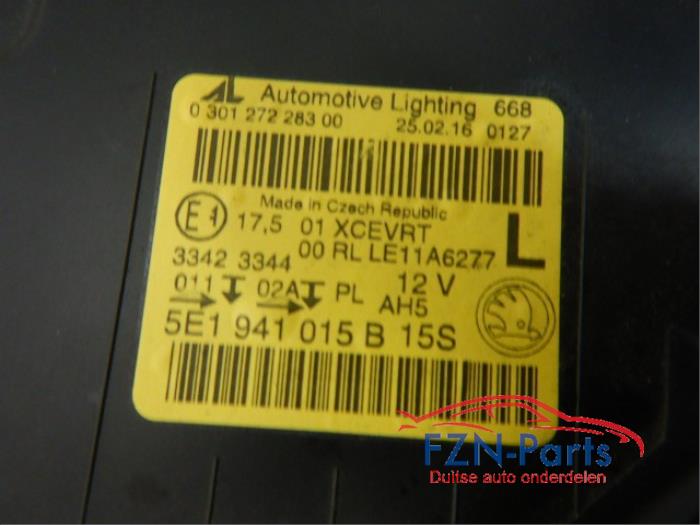 AL Automotive Lighting 668
0 301 272 283 00 25.02.16 0127
Made in Czech Republic
E1 17,5 01 XCEVRT L
00 RL LE11A6277
3342 3344 12 V
011 02A PL AH5
5E1 941 015 B 15S
FZN-Parts
Duitse auto onderdelen